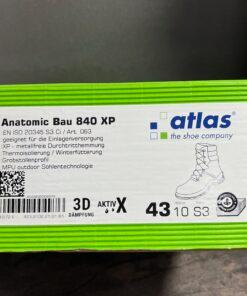 Anatomic Bau 840 XP
EN ISO 20345 S3 CI / Art. 063
geeignet für die Einlagenversorgung
XP - metallfreie Durchtritthemmung
Thermoisolierung / Winterfütterung
Grobstollenprofil
MPU outdoor Sohlentechnologie
atlas
the shoe company
3D
DÄMPFUNG
AKTIV X
43
10 S3